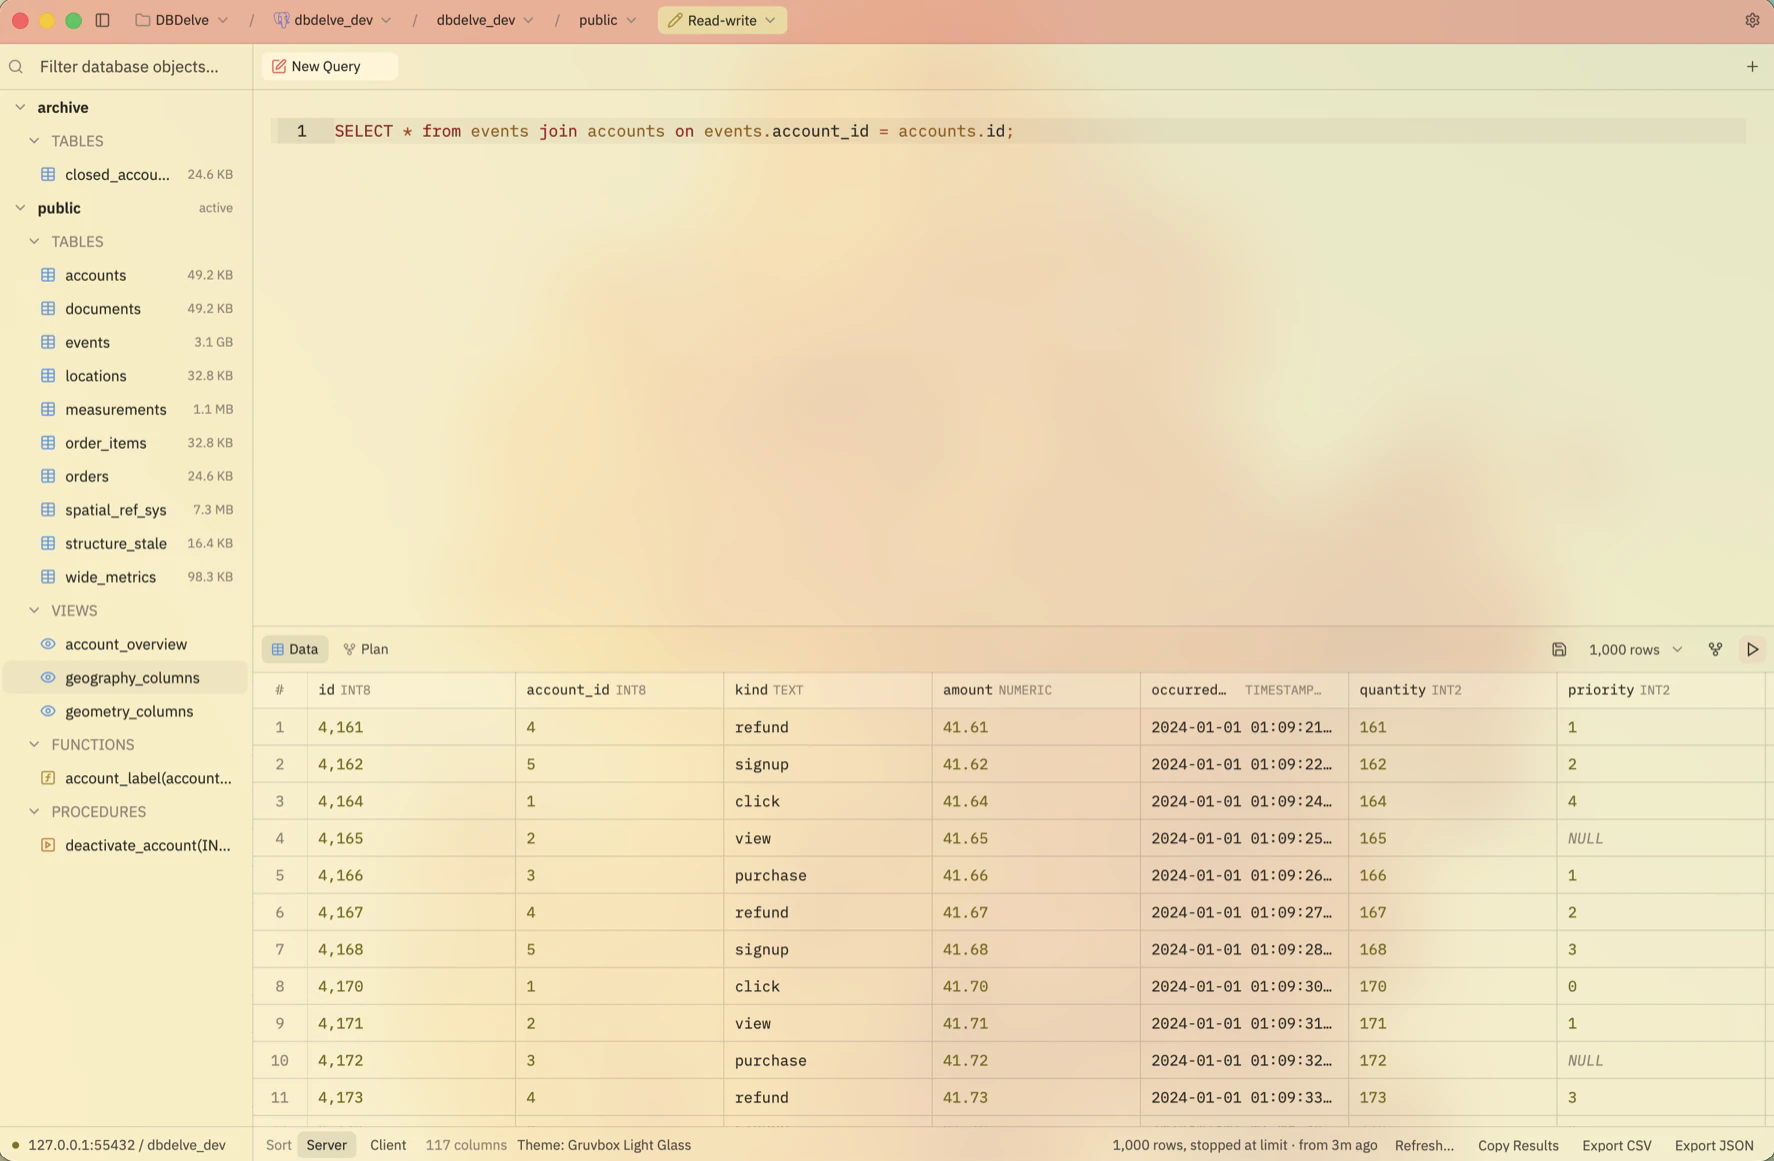 DBDelve / dbdelve_dev / dbdelve_dev / public Read-write
Filter database objects...
New Query
archive
TABLES
closed_accou... 24.6 KB
public active
TABLES
accounts 49.2 KB
documents 49.2 KB
events 3.1 GB
locations 32.8 KB
measurements 1.1 MB
order_items 32.8 KB
orders 24.6 KB
spatial_ref_sys 7.3 MB
structure_stale 16.4 KB
wide_metrics 98.3 KB
VIEWS
account_overview
geography_columns
geometry_columns
FUNCTIONS
account_label(account...
PROCEDURES
deactivate_account(IN...
1 SELECT * from events join accounts on events.account_id = accounts.id;
Data Plan 1,000 rows
# id INT8 account_id INT8 kind TEXT amount NUMERIC occurred... TIMESTAMP... quantity INT2 priority INT2
1 4,161 4 refund 41.61 2024-01-01 01:09:21... 161 1
2 4,162 5 signup 41.62 2024-01-01 01:09:22... 162 2
3 4,164 1 click 41.64 2024-01-01 01:09:24... 164 4
4 4,165 2 view 41.65 2024-01-01 01:09:25... 165 NULL
5 4,166 3 purchase 41.66 2024-01-01 01:09:26... 166 1
6 4,167 4 refund 41.67 2024-01-01 01:09:27... 167 2
7 4,168 5 signup 41.68 2024-01-01 01:09:28... 168 3
8 4,170 1 click 41.70 2024-01-01 01:09:30... 170 0
9 4,171 2 view 41.71 2024-01-01 01:09:31... 171 1
10 4,172 3 purchase 41.72 2024-01-01 01:09:32... 172 NULL
11 4,173 4 refund 41.73 2024-01-01 01:09:33... 173 3
127.0.0.1:55432 / dbdelve_dev Sort Server Client 117 columns Theme: Gruvbox Light Glass 1,000 rows, stopped at limit · from 3m ago Refresh... Copy Results Export CSV Export JSON